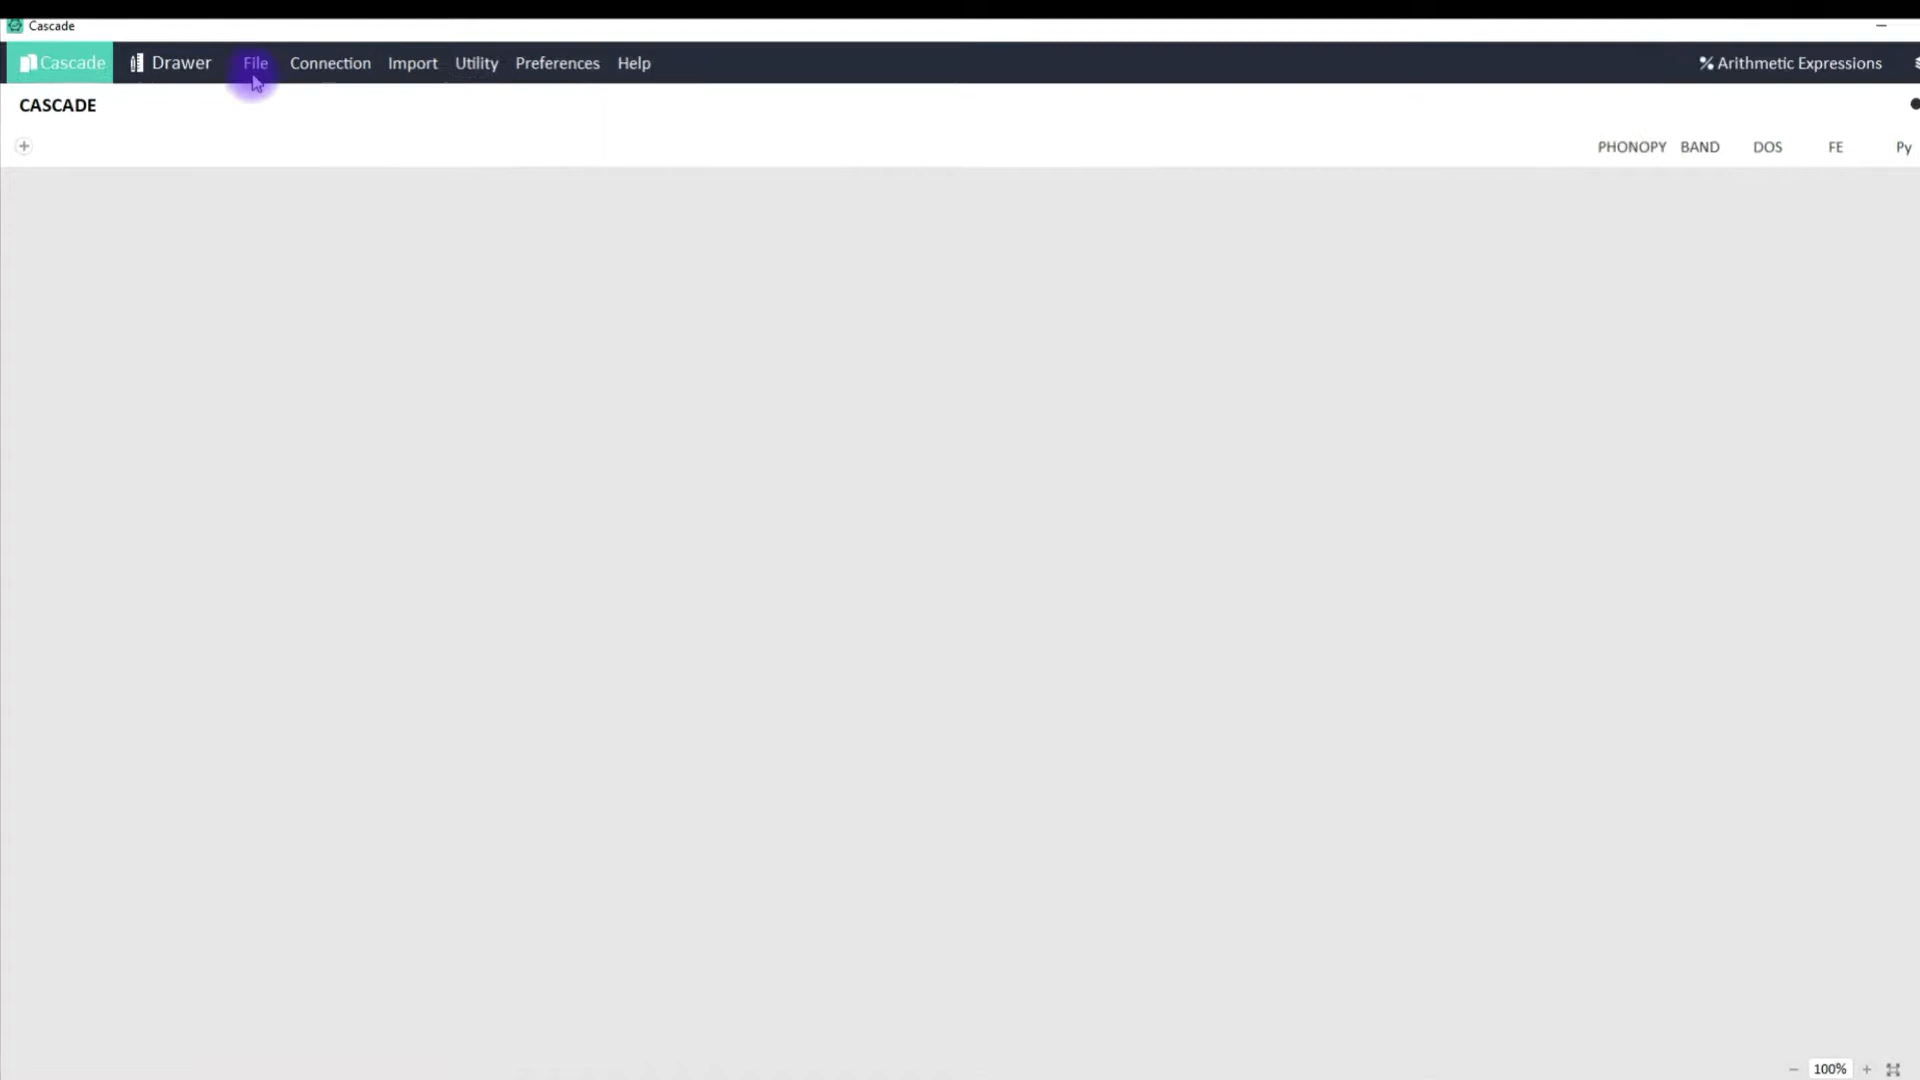 Cascade
Cascade Drawer File Connection Import Utility Preferences Help % Arithmetic Expressions
CASCADE
PHONOPY BAND DOS FE Py
100%